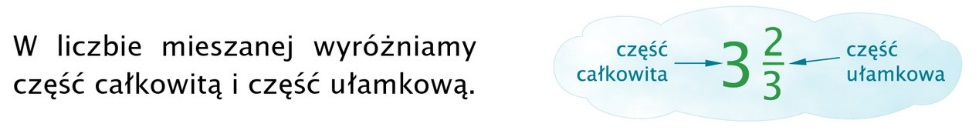 W liczbie mieszanej wyróżniamy
część całkowitą i część ułamkową.
część
całkowita
3 2/3
część
ułamkowa